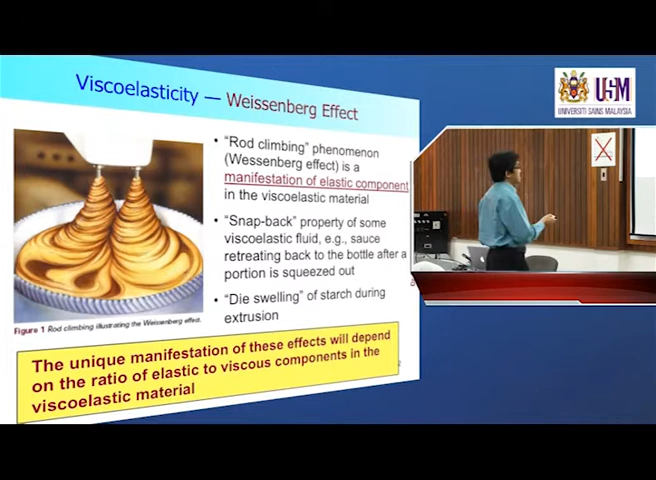 Viscoelasticity — Weissenberg Effect
USM
UNIVERSITI SAINS MALAYSIA
• "Rod climbing" phenomenon
(Wessenberg effect) is a
manifestation of elastic component
in the viscoelastic material
• "Snap-back" property of some
viscoelastic fluid, e.g., sauce
retreating back to the bottle after a
portion is squeezed out
• "Die swelling" of starch during
extrusion
Figure 1 Rod climbing illustrating the Weissenberg effect.
The unique manifestation of these effects will depend
on the ratio of elastic to viscous components in the
viscoelastic material
2